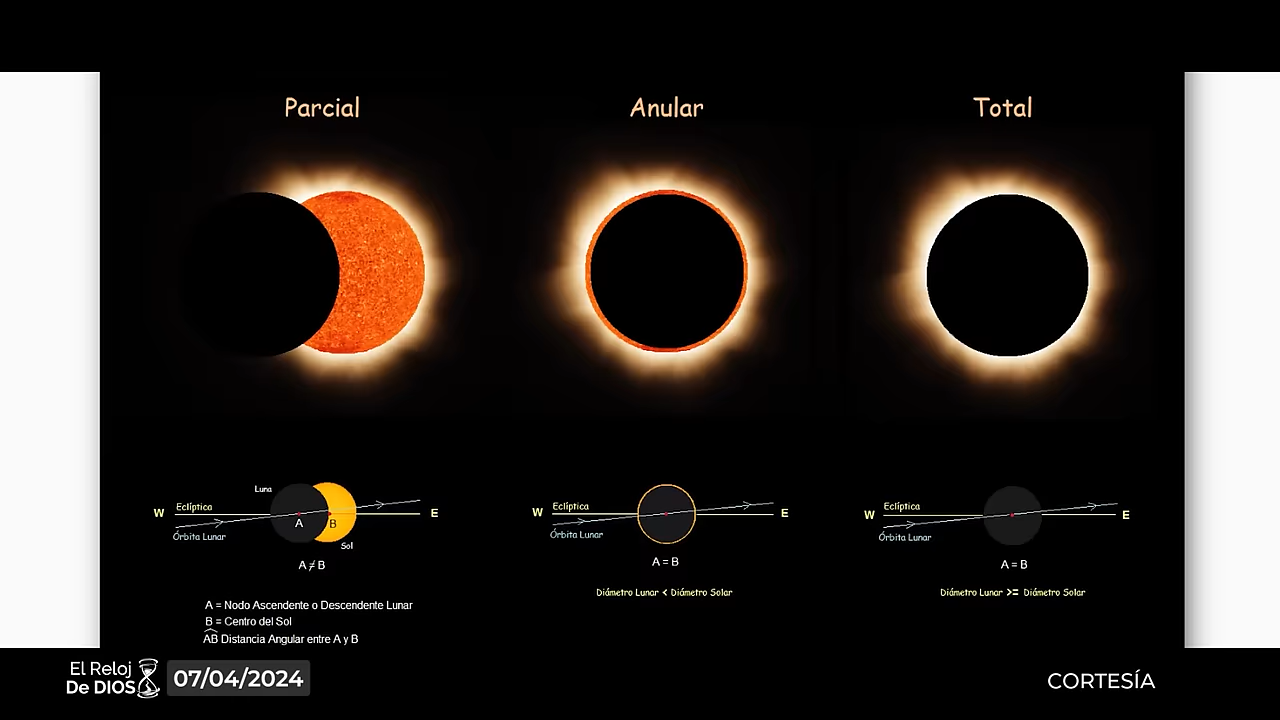 Parcial
Anular
Total
Luna
W
Eclíptica
Órbita Lunar
A
B
E
Sol
A ≠ B
A = Nodo Ascendente o Descendente Lunar
B = Centro del Sol
AB Distancia Angular entre A y B
W
Eclíptica
Órbita Lunar
E
A = B
Diámetro Lunar < Diámetro Solar
W
Eclíptica
Órbita Lunar
E
A = B
Diámetro Lunar >= Diámetro Solar
El Reloj
De DIOS
07/04/2024
CORTESÍA